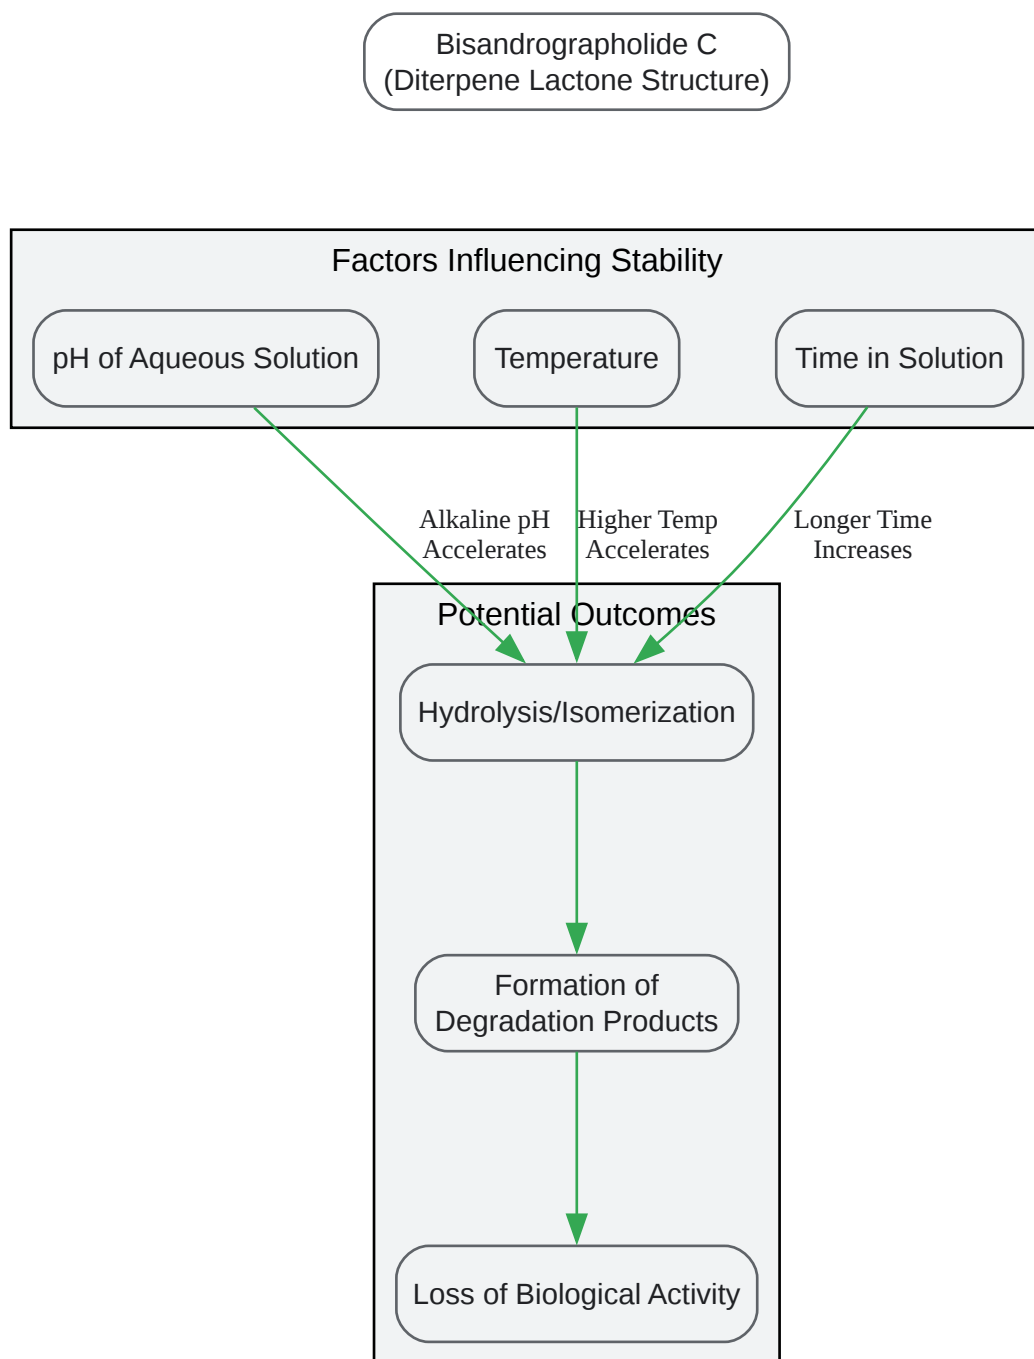 Bisandrographolide C
(Diterpene Lactone Structure)
Factors Influencing Stability
pH of Aqueous Solution
Temperature
Time in Solution
Alkaline pH
Accelerates
Higher Temp
Accelerates
Longer Time
Increases
Potential Outcomes
Hydrolysis/Isomerization
Formation of
Degradation Products
Loss of Biological Activity